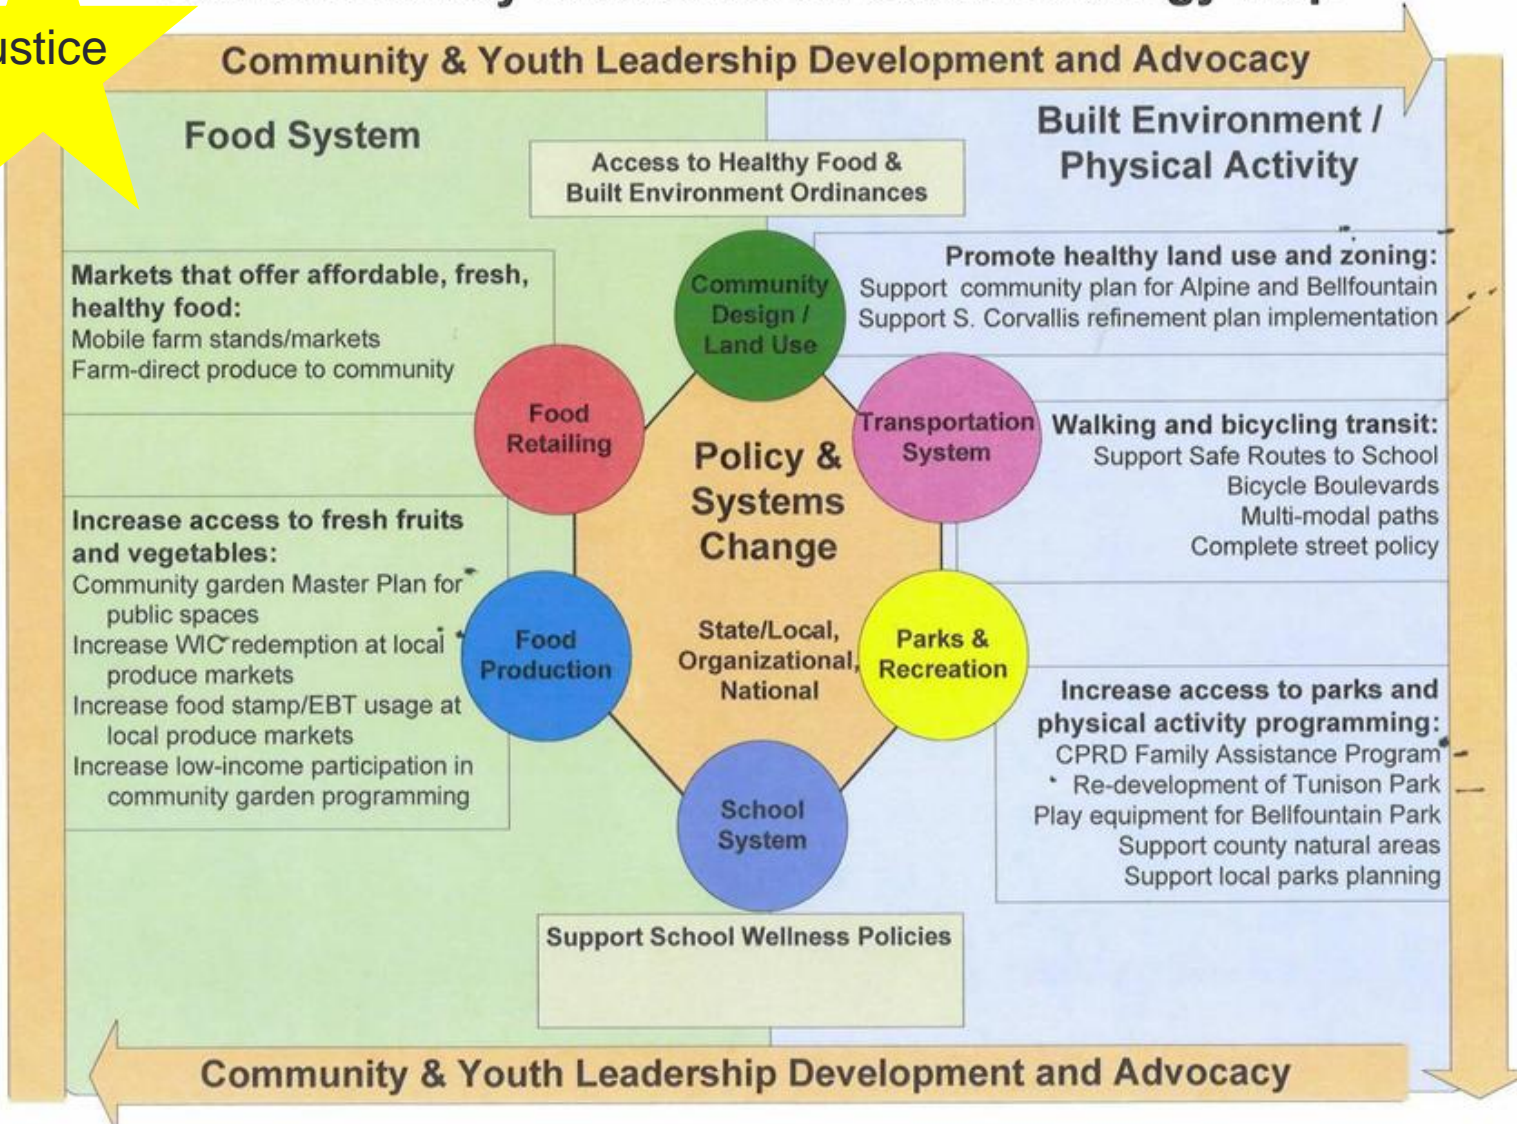 ustice
Community & Youth Leadership Development and Advocacy
Food System
Built Environment /
Physical Activity
Access to Healthy Food &
Built Environment Ordinances
Markets that offer affordable, fresh,
healthy food:
Mobile farm stands/markets
Farm-direct produce to community
Community
Design /
Land Use
Promote healthy land use and zoning:
Support community plan for Alpine and Bellfountain
Support S. Corvallis refinement plan implementation
Food
Retailing
Transportation
System
Walking and bicycling transit:
Support Safe Routes to School
Bicycle Boulevards
Multi-modal paths
Complete street policy
Policy &
Systems
Change
State/Local,
Organizational,
National
Increase access to fresh fruits
and vegetables:
Community garden Master Plan for
public spaces
Increase WIC redemption at local
produce markets
Increase food stamp/EBT usage at
local produce markets
Increase low-income participation in
community garden programming
Food
Production
Parks &
Recreation
Increase access to parks and
physical activity programming:
CPRD Family Assistance Program
Re-development of Tunison Park
Play equipment for Bellfountain Park
Support county natural areas
Support local parks planning
School
System
Support School Wellness Policies
Community & Youth Leadership Development and Advocacy